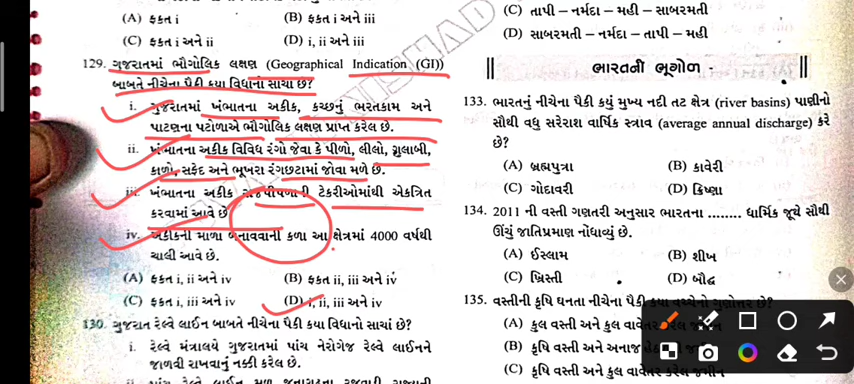 (A) ફક્ત i (B) ફક્ત i અને iii
(C) ફક્ત i અને ii (D) i, ii અને iii
129. ગુજરાતમાં ભૌગોલિક લક્ષણ (Geographical Indication (GI))
બાબતે નીચેના પૈકી કયા વિધાનો સાચાં છે?
i. ગુજરાતમાં ખંભાતના અકીક, કચ્છનું ભરતકામ અને
પાટણના પટોળાએ ભૌગોલિક લક્ષણ પ્રાપ્ત કરેલ છે.
ii. ખંભાતના અકીક વિવિધ રંગો જેવા કે પીળો, લીલો, ગુલાબી,
કાળો, સફેદ અને ભૂખરા રંગછટામાં જોવા મળે છે.
iii. ખંભાતના અકીક રાજપીપળાની ટેકરીઓમાંથી એકત્રિત
કરવામાં આવે છે
iv. અકીકની માળા બનાવવાની કળા આ ક્ષેત્રમાં 4000 વર્ષથી
ચાલી આવે છે.
(A) ફક્ત i, ii અને iv (B) ફક્ત ii, iii અને iv
(C) ફક્ત i, iii અને iv (D) i, ii, iii અને iv
130. ગુજરાત રેલ્વે લાઈન બાબતે નીચેના પૈકી કયા વિધાનો સાચાં છે?
i. રેલ્વે મંત્રાલયે ગુજરાતમાં પાંચ નેરોગેજ રેલ્વે લાઈનને
જાળવી રાખવાનું નક્કી કરેલ છે.
(C) તાપી – નર્મદા – મહી – સાબરમતી
(D) સાબરમતી – નર્મદા – તાપી – મહી
ભારતની ભૂગોળ
133. ભારતનું નીચેના પૈકી કયું મુખ્ય નદી તટ ક્ષેત્ર (river basins) પાણીનો
સૌથી વધુ સરેરાશ વાર્ષિક સ્ત્રાવ (average annual discharge) કરે
છે?
(A) બ્રહ્મપુત્રા (B) કાવેરી
(C) ગોદાવરી (D) ક્રિષ્ણા
134. 2011 ની વસ્તી ગણતરી અનુસાર ભારતના ........ ધાર્મિક જૂથે સૌથી
ઊંચું જાતિપ્રમાણ નોંધાવ્યું છે.
(A) ઈસ્લામ (B) શીખ
(C) ખ્રિસ્તી (D) બૌદ્ધ
135. વસ્તીની કૃષિ ઘનતા નીચેના પૈકી કયા વચ્ચેનો ગુણોત્તર છે?
(A) કુલ વસ્તી અને કુલ
(B) કૃષિ વસ્તી અને અનાજ
(C) કૃષિ વસ્તી અને કુલ